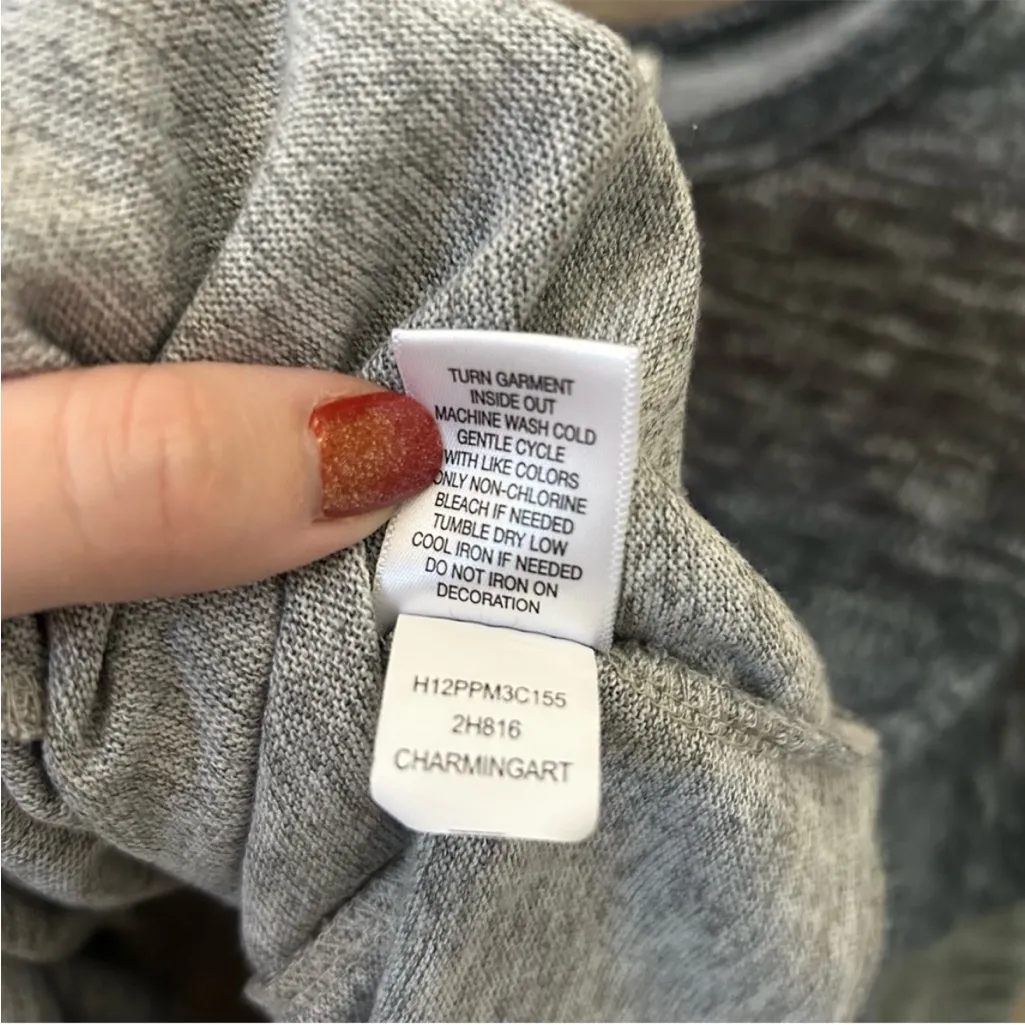 TURN GARMENT
INSIDE OUT
MACHINE WASH COLD
GENTLE CYCLE
WITH LIKE COLORS
ONLY NON-CHLORINE
BLEACH IF NEEDED
TUMBLE DRY LOW
COOL IRON IF NEEDED
DO NOT IRON ON
DECORATION
H12PPM3C155
2H816
CHARMINGART